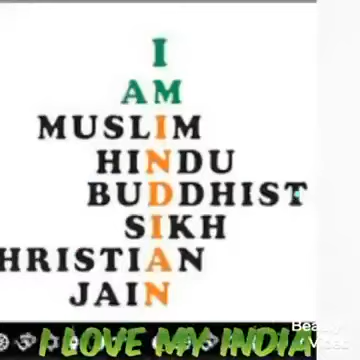 I
AM
MUSLIM
HINDU
BUDDHIST
SIKH
HRISTIAN
JAIN
I LOVE MY INDIA